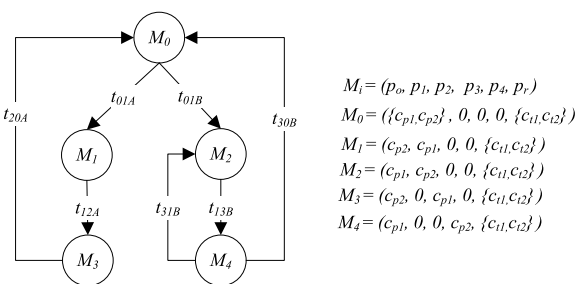 M0
t20A
t01A
t01B
t30B
M1
M2
t12A
t31B
t13B
M3
M4
Mi= (po, p1, p2, p3, p4, pr)
M0= ({cp1,cp2}, 0, 0, 0, {ct1,ct2})
M1= (cp2, cp1, 0, 0, {ct1,ct2})
M2= (cp1, cp2, 0, 0, {ct1,ct2})
M3= (cp2, 0, cp1, 0, {ct1,ct2})
M4= (cp1, 0, 0, cp2, {ct1,ct2})